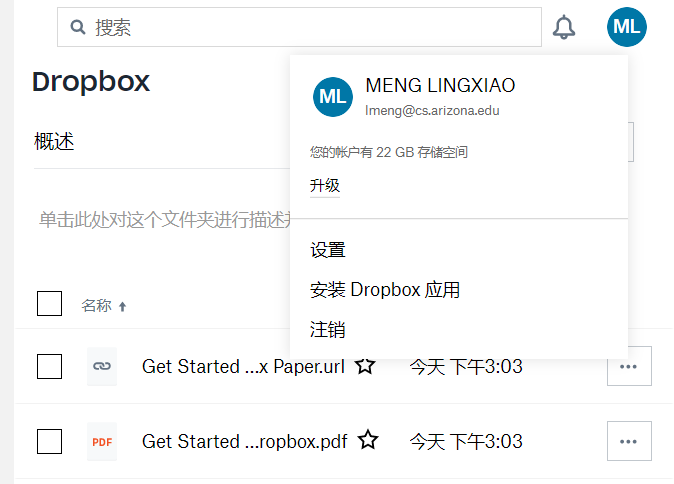 搜索
ML
Dropbox
ML
MENG LINGXIAO
lmeng@cs.arizona.edu
概述
您的帐户有 22 GB 存储空间
升级
单击此处对这个文件夹进行描述
设置
安装 Dropbox 应用
注销
名称
Get Started ...x Paper.url
今天 下午3:03
PDF
Get Started ...ropbox.pdf
今天 下午3:03